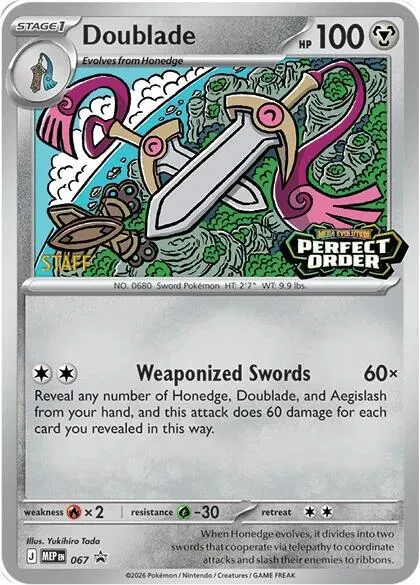 STAGE1
Doublade
HP 100
Evolves from Honedge
STAFF
MEGA EVOLUTION
PERFECT
ORDER
NO. 0680 Sword Pokémon HT: 2'7" WT: 9.9 lbs.
Weaponized Swords 60×
Reveal any number of Honedge, Doublade, and Aegislash
from your hand, and this attack does 60 damage for each
card you revealed in this way.
weakness × 2 resistance -30 retreat
Illus. Yukihiro Tada
J MEP EN 067
When Honedge evolves, it divides into two
swords that cooperate via telepathy to coordinate
attacks and slash their enemies to ribbons.
©2026 Pokémon / Nintendo / Creatures / GAME FREAK